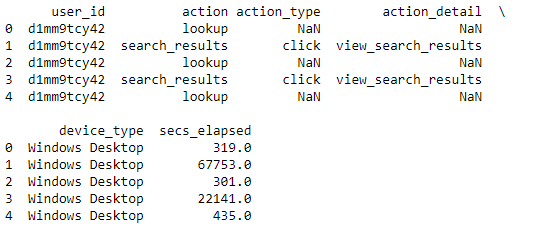 user_id action action_type action_detail \
0 d1mm9tcy42 lookup NaN NaN
1 d1mm9tcy42 search_results click view_search_results
2 d1mm9tcy42 lookup NaN NaN
3 d1mm9tcy42 search_results click view_search_results
4 d1mm9tcy42 lookup NaN NaN
device_type secs_elapsed
0 Windows Desktop 319.0
1 Windows Desktop 67753.0
2 Windows Desktop 301.0
3 Windows Desktop 22141.0
4 Windows Desktop 435.0